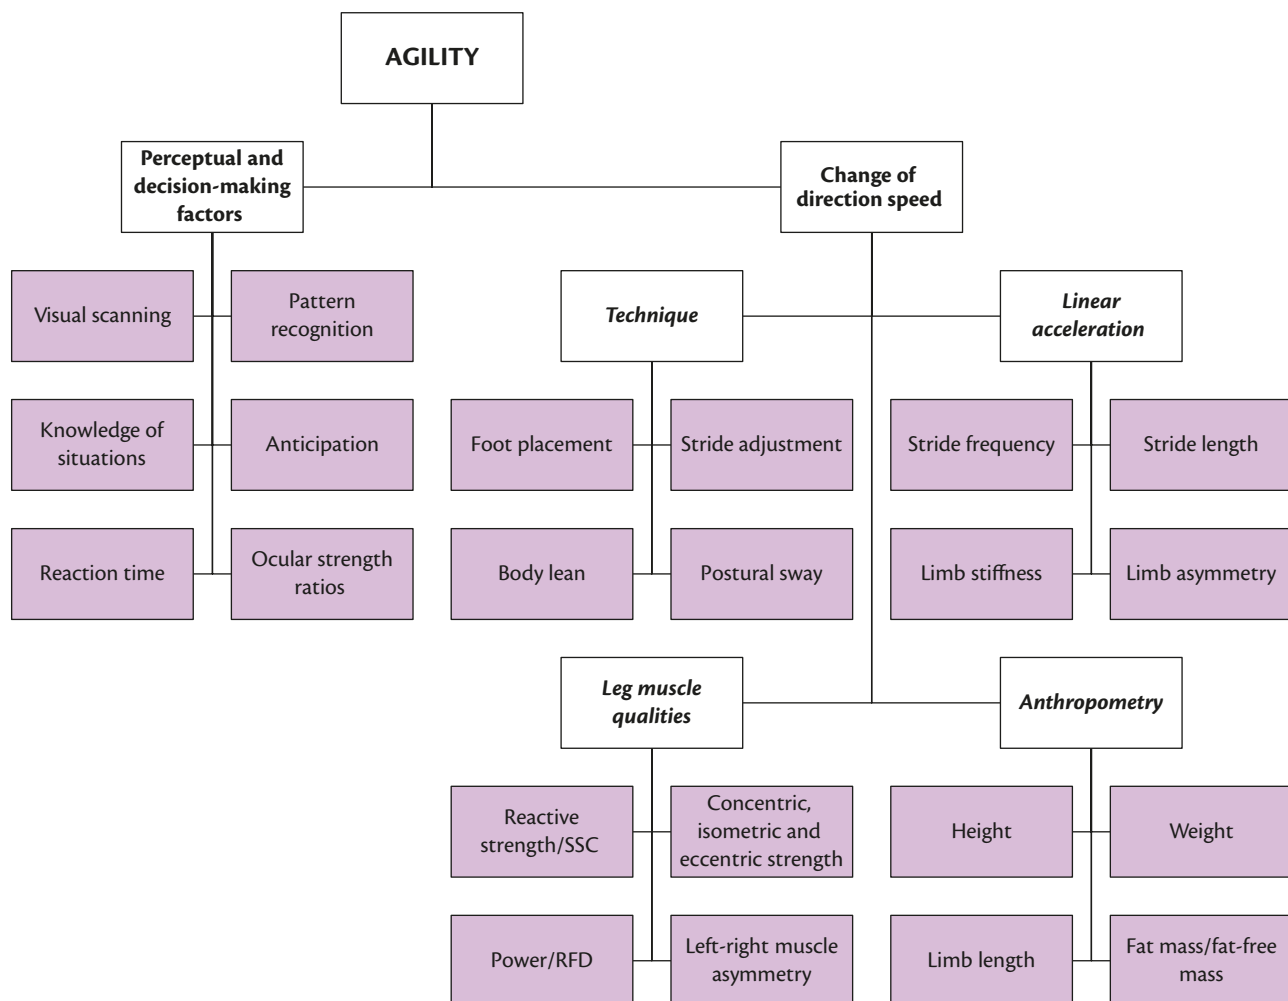 AGILITY
Perceptual and
decision-making
factors
Change of
direction speed
Visual scanning
Pattern
recognition
Technique
Linear
acceleration
Knowledge of
situations
Anticipation
Foot placement
Stride adjustment
Stride frequency
Stride length
Reaction time
Ocular strength
ratios
Body lean
Postural sway
Limb stiffness
Limb asymmetry
Leg muscle
qualities
Anthropometry
Reactive
strength/SSC
Concentric,
isometric and
eccentric strength
Height
Weight
Power/RFD
Left-right muscle
asymmetry
Limb length
Fat mass/fat-free
mass